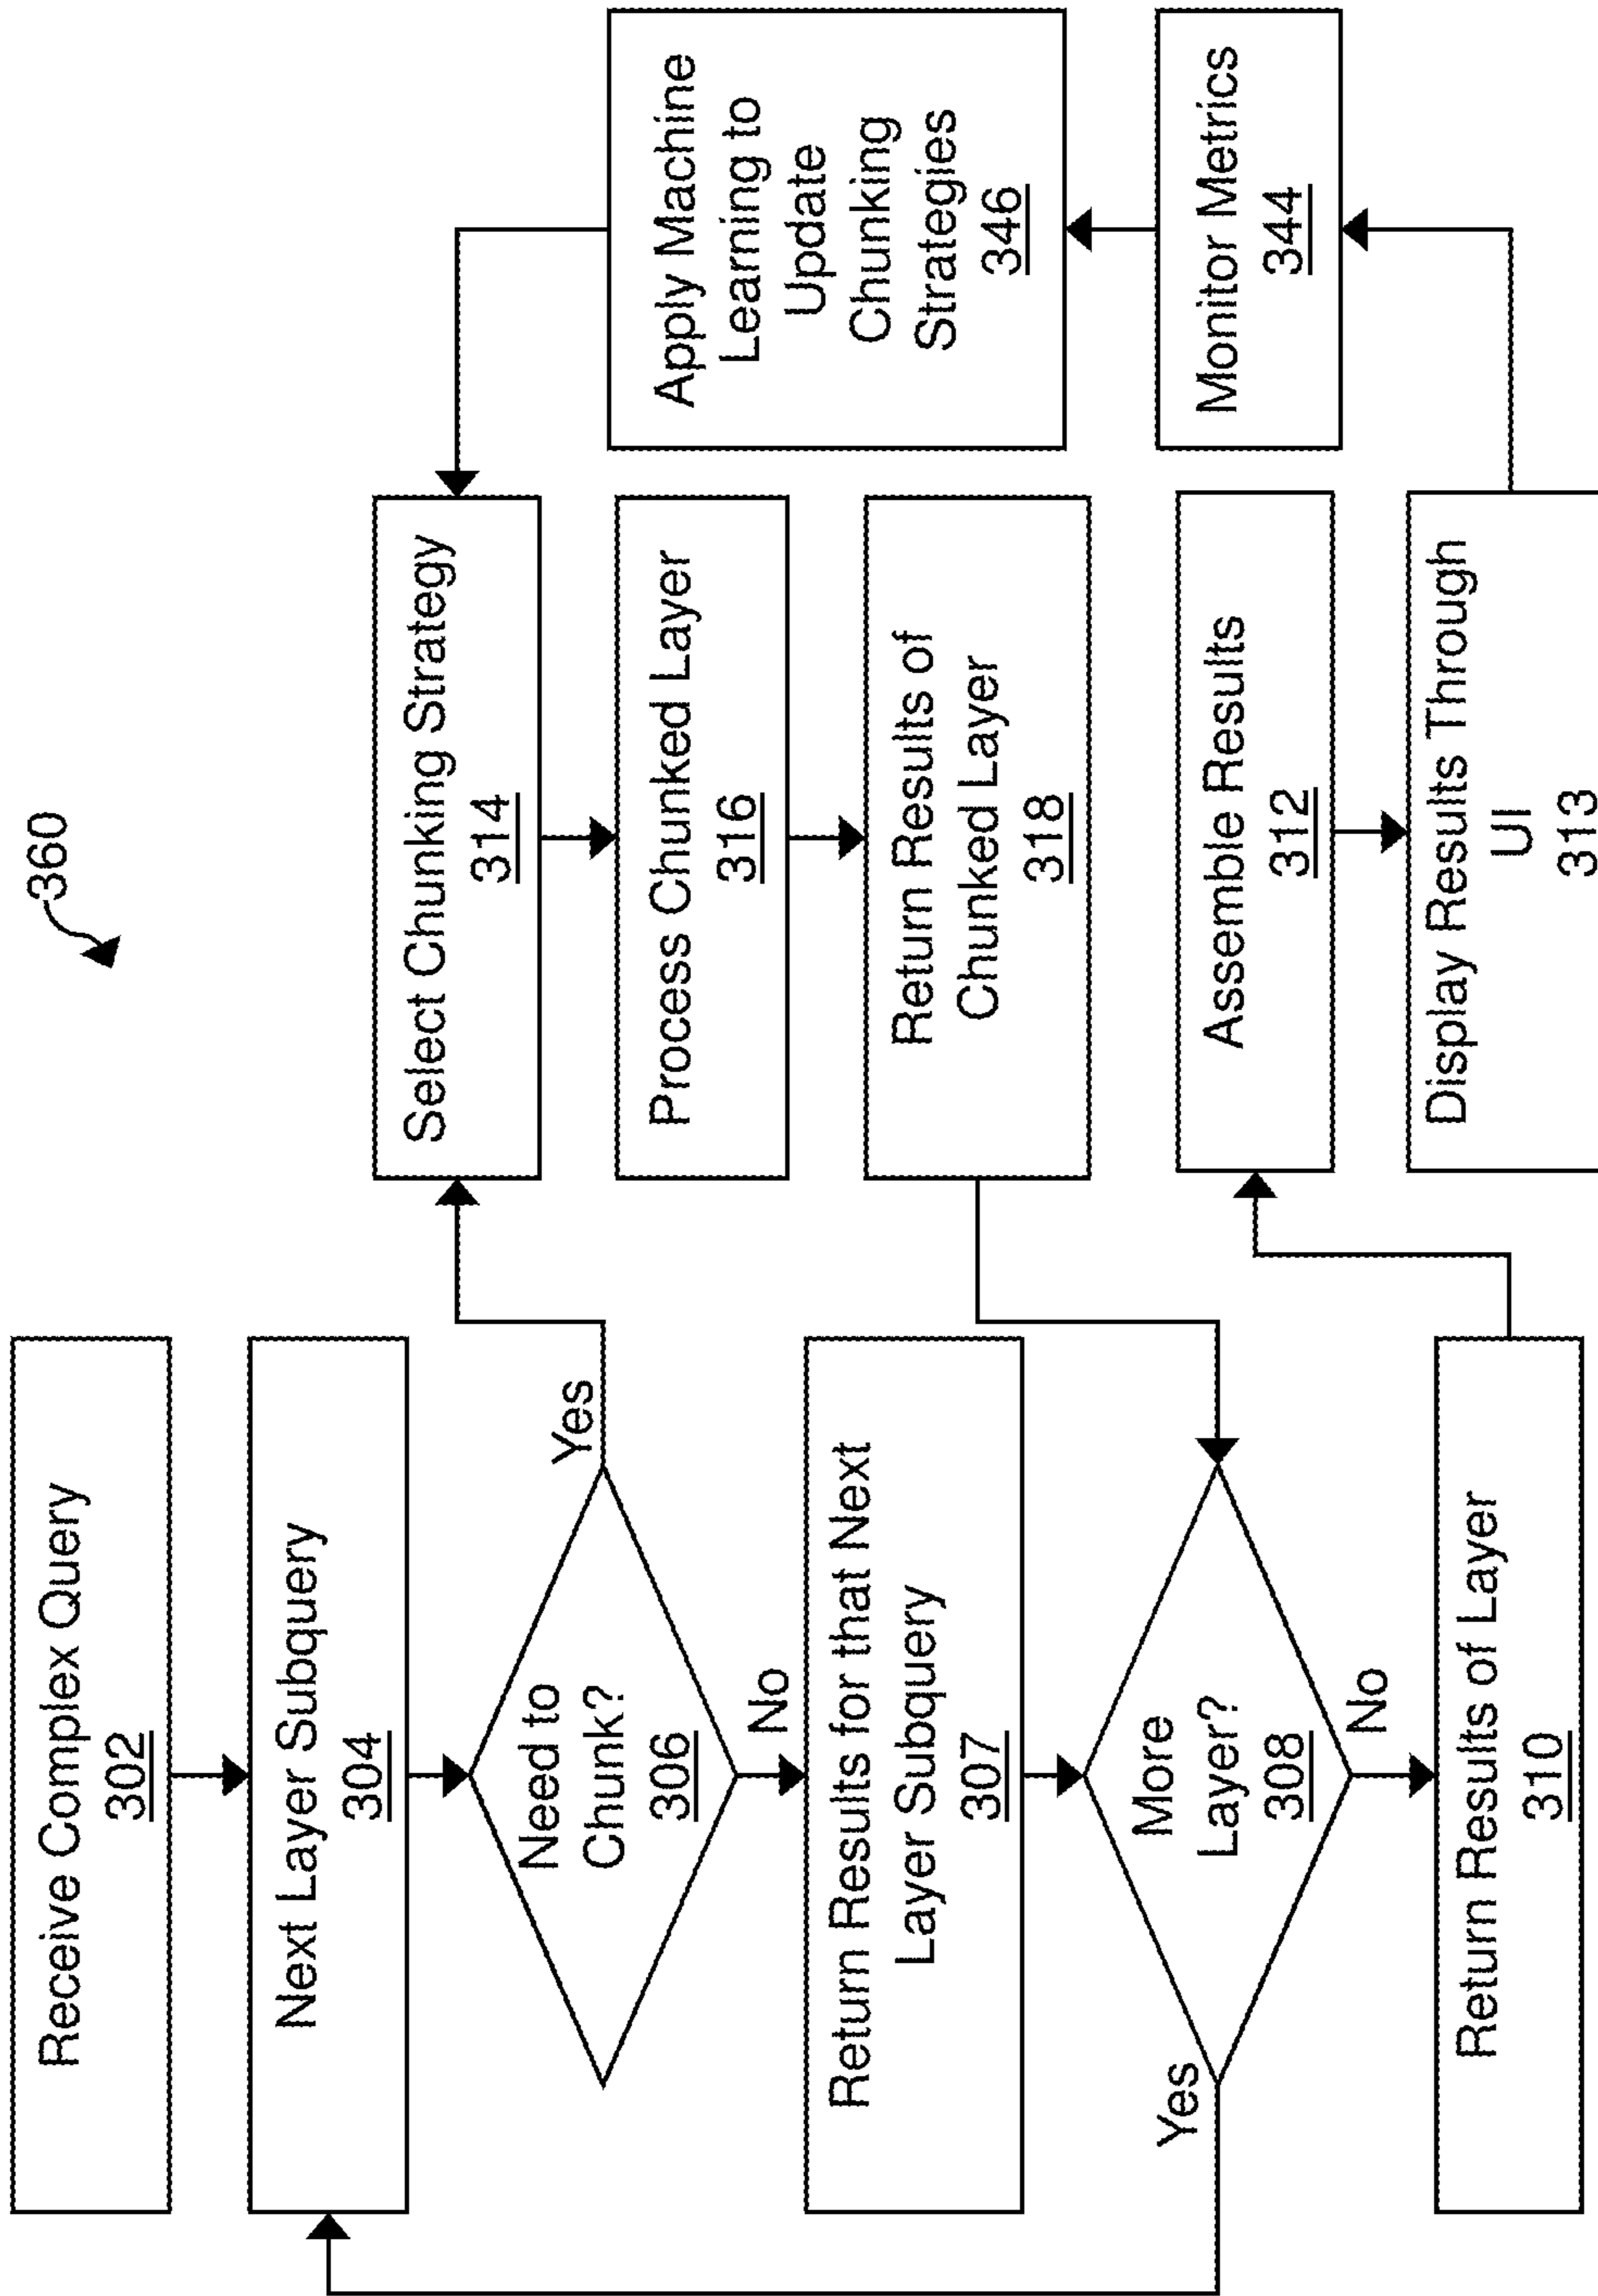 360
Receive Complex Query
302
Next Layer Subquery
304
Need to
Chunk?
306
Yes
No
Return Results for that Next
Layer Subquery
307
More
Layer?
308
Yes
No
Return Results of Layer
310
Select Chunking Strategy
314
Process Chunked Layer
316
Return Results of
Chunked Layer
318
Assemble Results
312
Display Results Through
UI
313
Apply Machine
Learning to
Update
Chunking
Strategies
346
Monitor Metrics
344